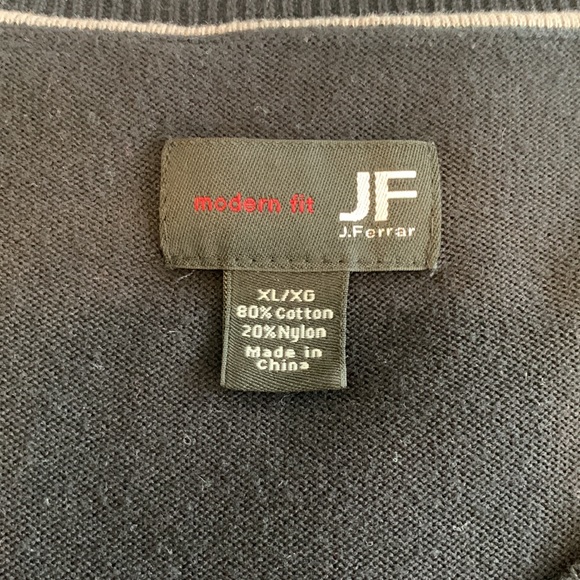 modern fit
JF
J.Ferrar
XL/XG
80% Cotton
20% Nylon
Made in
China